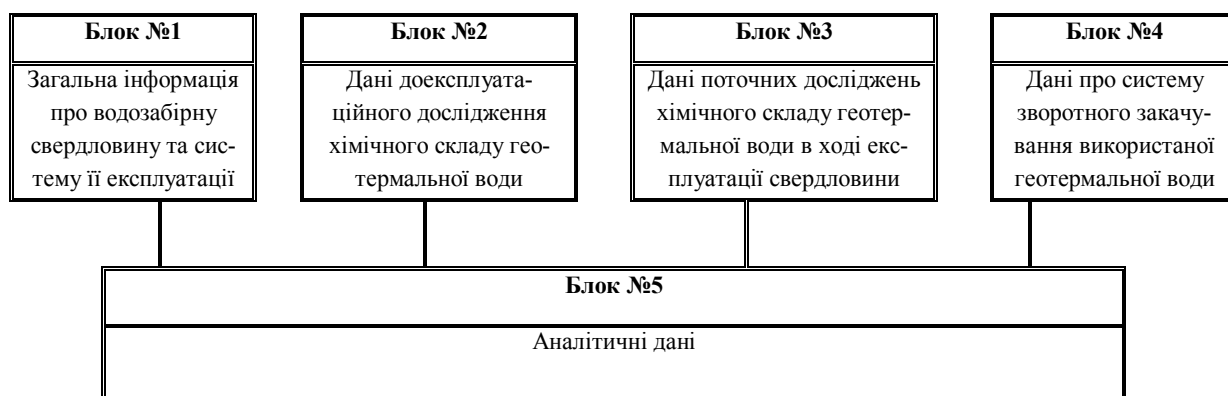 Блок №1
Загальна інформація
про водозабірну
свердловину та сис-
тему її експлуатації
Блок №2
Дані доексплуата-
ційного дослідження
хімічного складу гео-
термальної води
Блок №3
Дані поточних досліджень
хімічного складу геотер-
мальної води в ході екс-
плуатації свердловини
Блок №4
Дані про систему
зворотного закачу-
вання використаної
геотермальної води
Блок №5
Аналітичні дані